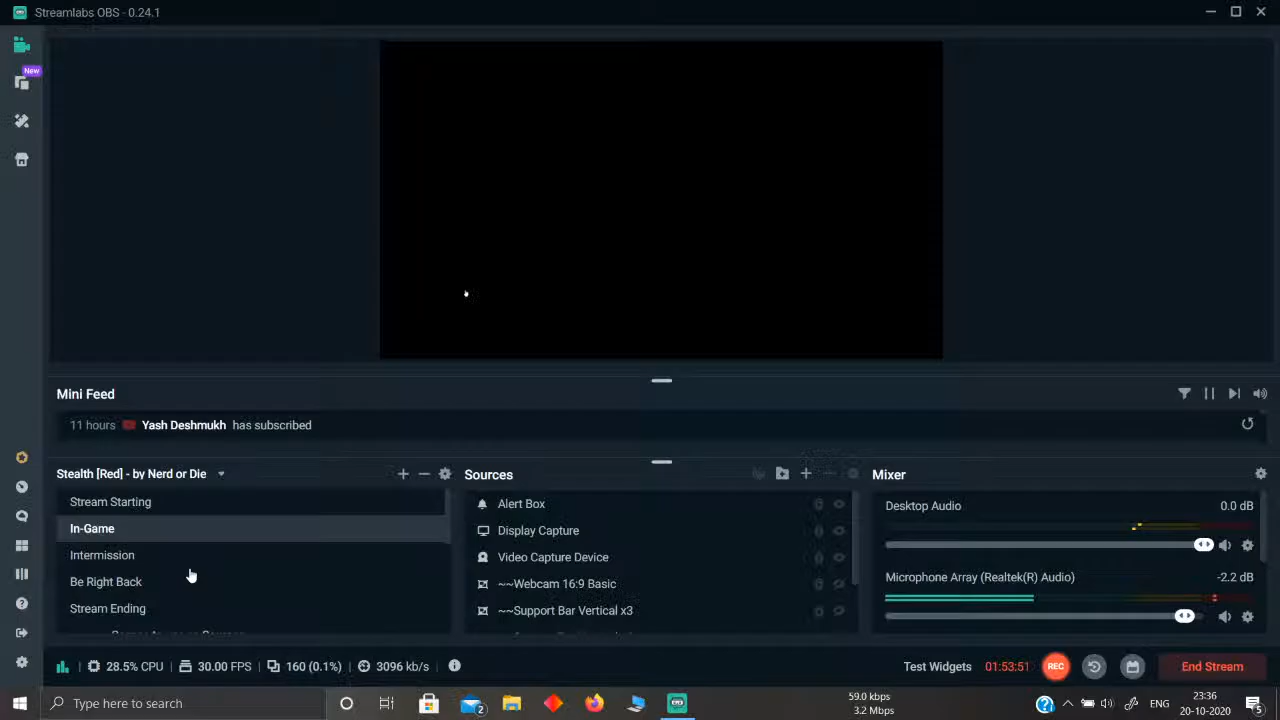 Streamlabs OBS - 0.24.1
New
Mini Feed
11 hours Yash Deshmukh has subscribed
Stealth [Red] - by Nerd or Die
Stream Starting
In-Game
Intermission
Be Right Back
Stream Ending
Sources
Alert Box
Display Capture
Video Capture Device
~~Webcam 16:9 Basic
~~Support Bar Vertical x3
Mixer
Desktop Audio 0.0 dB
Microphone Array (Realtek(R) Audio) -2.2 dB
28.5% CPU 30.00 FPS 160 (0.1%) 3096 kb/s
Test Widgets 01:53:51 REC End Stream
Type here to search
2
59.0 kbps
3.2 Mbps
ENG
23:36
20-10-2020
5